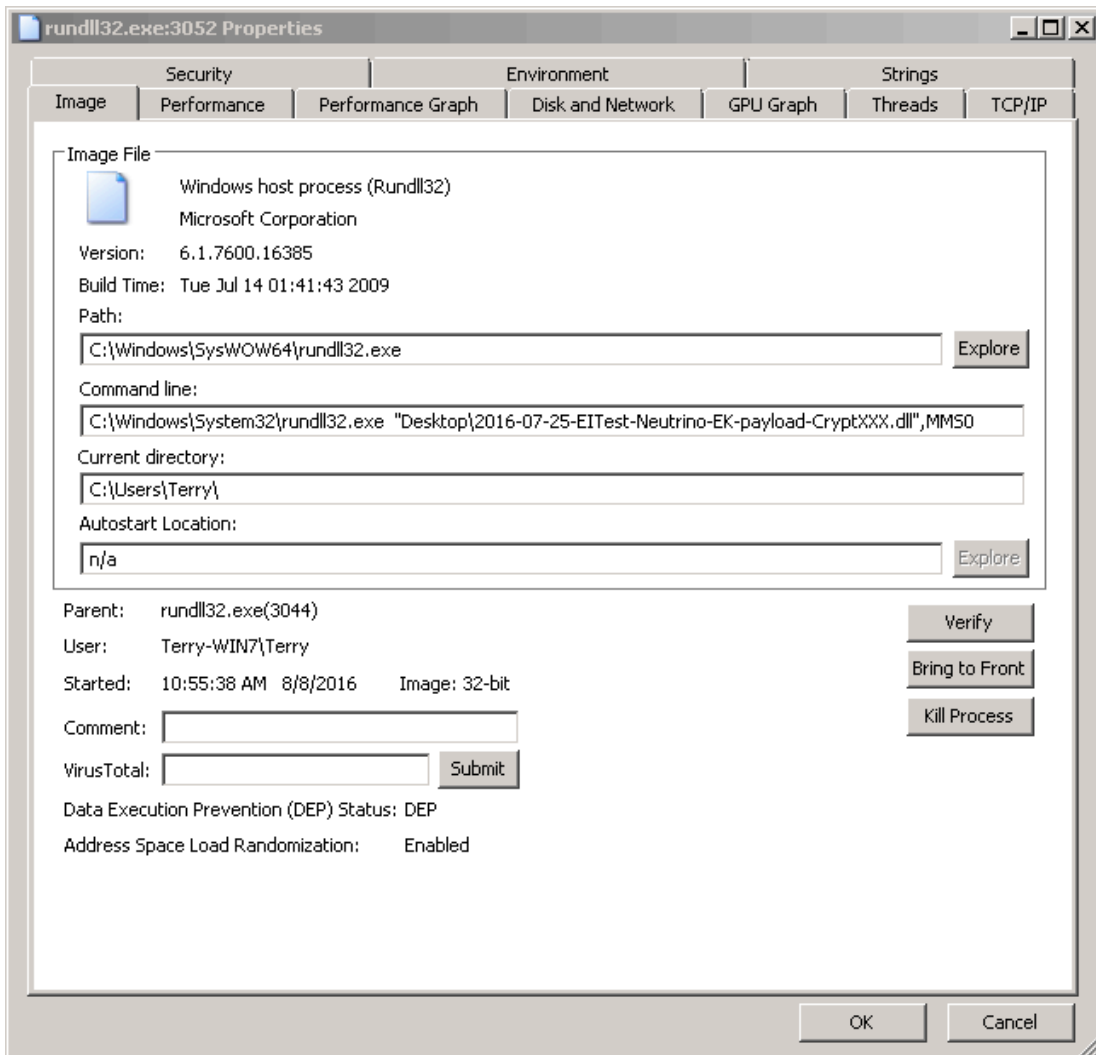 rundll32.exe:3052 Properties
Security Environment Strings
Image Performance Performance Graph Disk and Network GPU Graph Threads TCP/IP
Image File
Windows host process (Rundll32)
Microsoft Corporation
Version: 6.1.7600.16385
Build Time: Tue Jul 14 01:41:43 2009
Path:
C:\Windows\SysWOW64\rundll32.exe Explore
Command line:
C:\Windows\System32\rundll32.exe "Desktop\2016-07-25-EITest-Neutrino-EK-payload-CryptXXX.dll",MMS0
Current directory:
C:\Users\Terry\
Autostart Location:
n/a Explore
Parent: rundll32.exe(3044)
Verify
User: Terry-WIN7\Terry
Bring to Front
Started: 10:55:38 AM 8/8/2016 Image: 32-bit
Kill Process
Comment:
VirusTotal: Submit
Data Execution Prevention (DEP) Status: DEP
Address Space Load Randomization: Enabled
OK Cancel